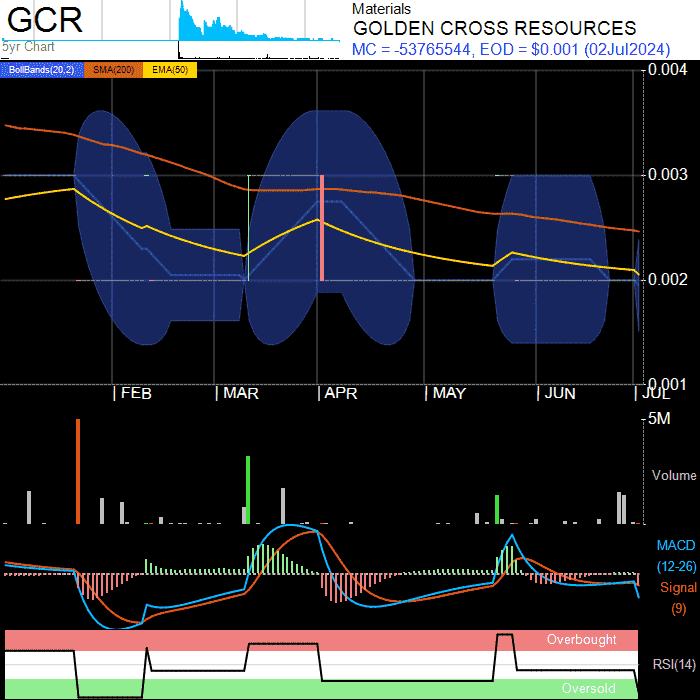 GCR
5yr Chart
Materials
GOLDEN CROSS RESOURCES
MC = -53765544, EOD = $0.001 (02Jul2024)
BollBands(20,2) SMA(200) EMA(50)
0.004
0.003
0.002
0.001
FEB MAR APR MAY JUN JUL
5M
Volume
MACD
(12-26)
Signal
(9)
Overbought
RSI(14)
Oversold